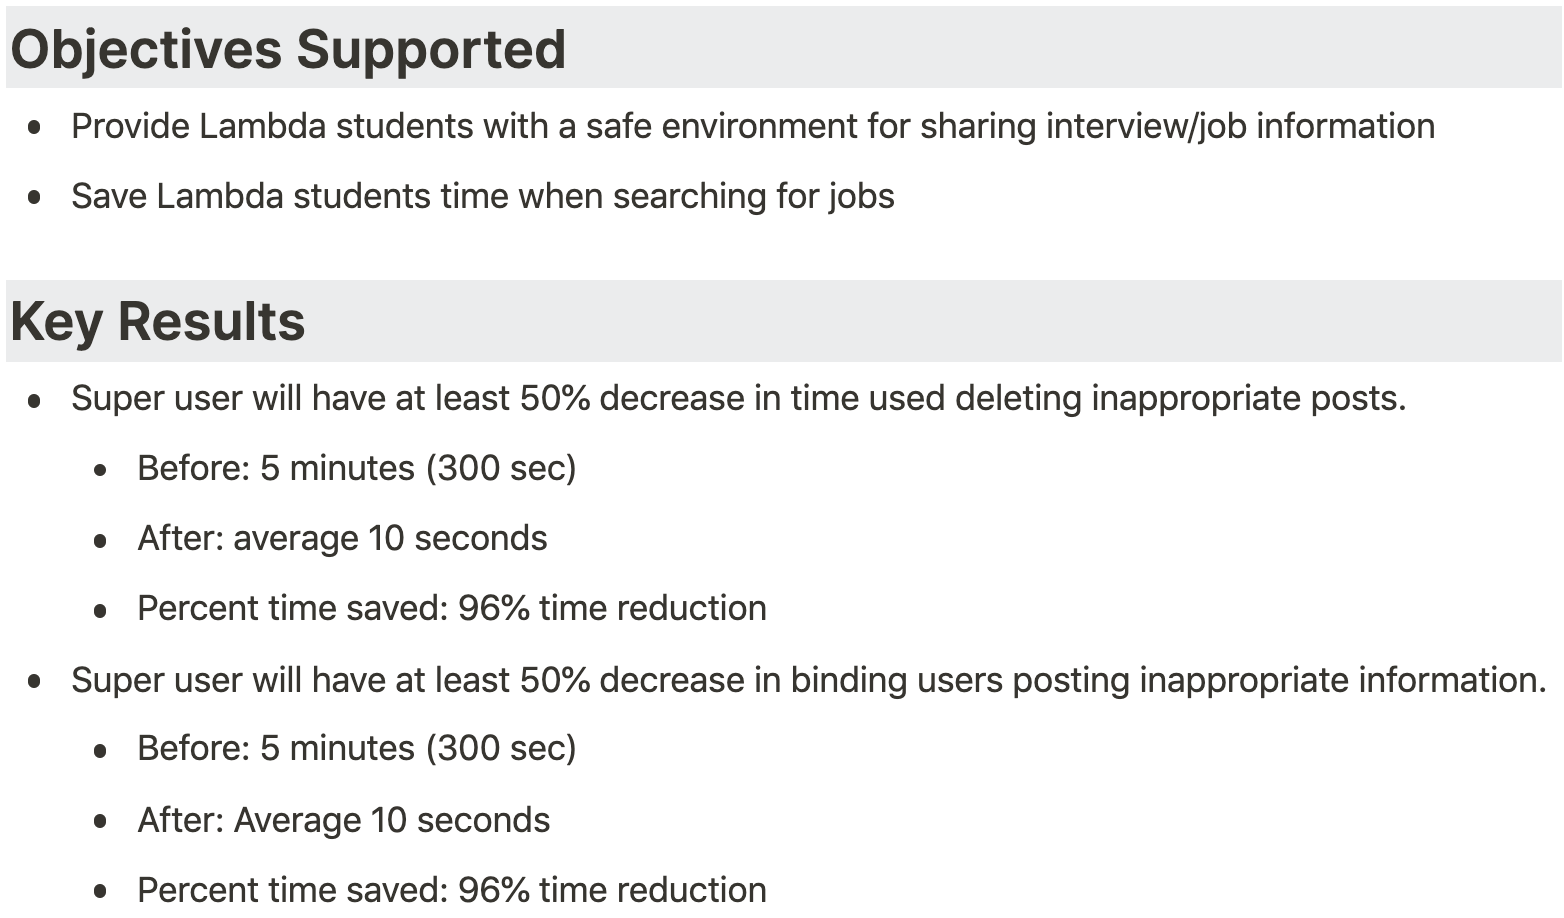 Objectives Supported
• Provide Lambda students with a safe environment for sharing interview/job information
• Save Lambda students time when searching for jobs
Key Results
• Super user will have at least 50% decrease in time used deleting inappropriate posts.
• Before: 5 minutes (300 sec)
• After: average 10 seconds
• Percent time saved: 96% time reduction
• Super user will have at least 50% decrease in binding users posting inappropriate information.
• Before: 5 minutes (300 sec)
• After: Average 10 seconds
• Percent time saved: 96% time reduction